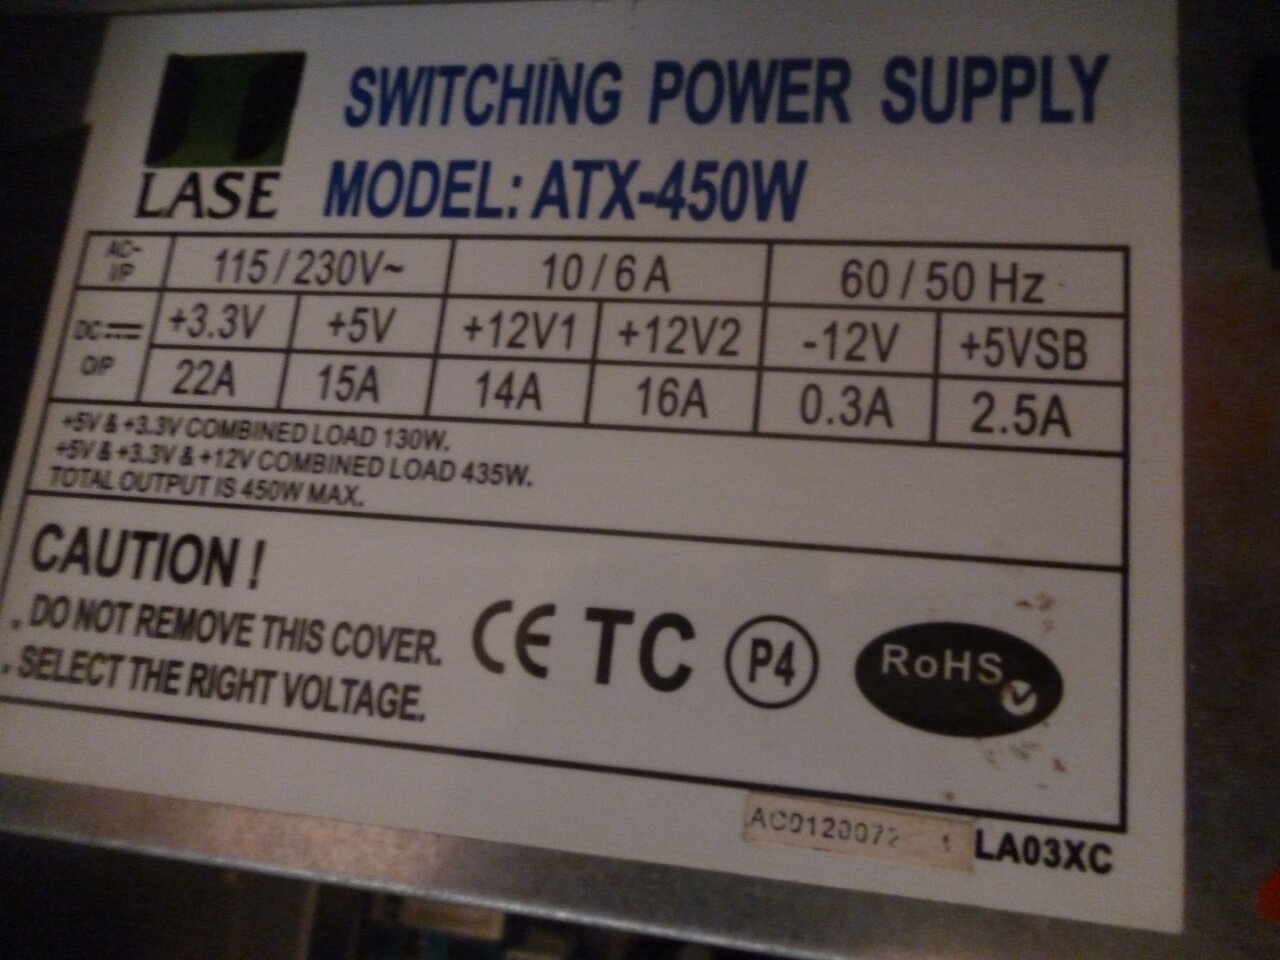 SWITCHING POWER SUPPLY
LASE MODEL: ATX-450W
AC~ I/P 115 / 230V~ 10 / 6 A 60 / 50 Hz
DC O/P +3.3V +5V +12V1 +12V2 -12V +5VSB
22A 15A 14A 16A 0.3A 2.5A
+5V & +3.3V COMBINED LOAD 130W.
+5V & +3.3V & +12V COMBINED LOAD 435W.
TOTAL OUTPUT IS 450W MAX.
CAUTION !
. DO NOT REMOVE THIS COVER.
. SELECT THE RIGHT VOLTAGE.
CE TC P4 RoHS
LA03XC